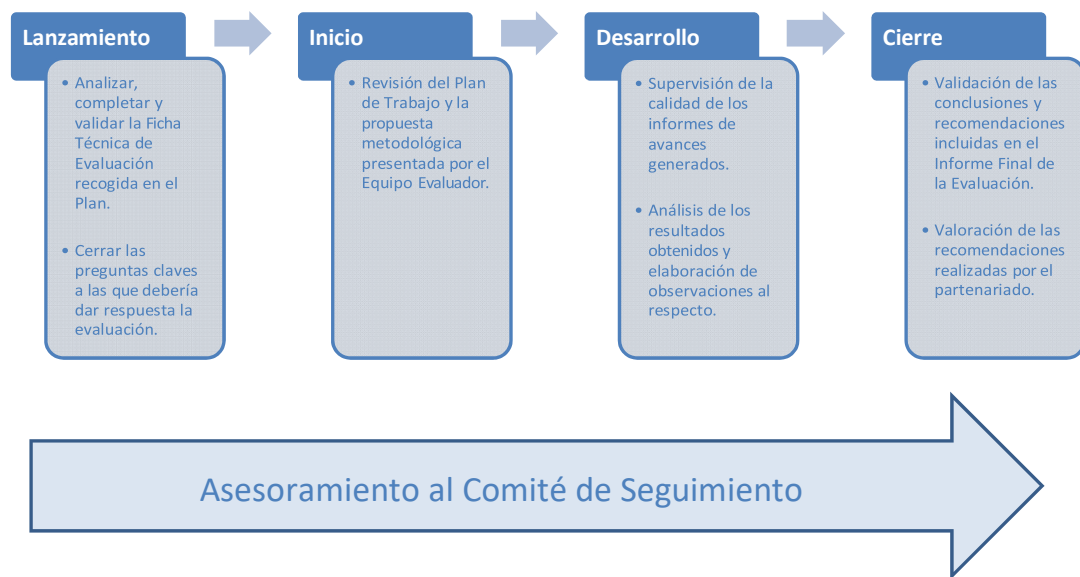 Lanzamiento
• Analizar,
completar y
validar la Ficha
Técnica de
Evaluación
recogida en el
Plan.
• Cerrar las
preguntas claves
a las que debería
dar respuesta la
evaluación.
Inicio
• Revisión del Plan
de Trabajo y la
propuesta
metodológica
presentada por el
Equipo Evaluador.
Desarrollo
• Supervisión de la
calidad de los
informes de
avances
generados.
• Análisis de los
resultados
obtenidos y
elaboración de
observaciones al
respecto.
Cierre
• Validación de las
conclusiones y
recomendaciones
incluidas en el
Informe Final de
la Evaluación.
• Valoración de las
recomendaciones
realizadas por el
partenariado.
Asesoramiento al Comité de Seguimiento